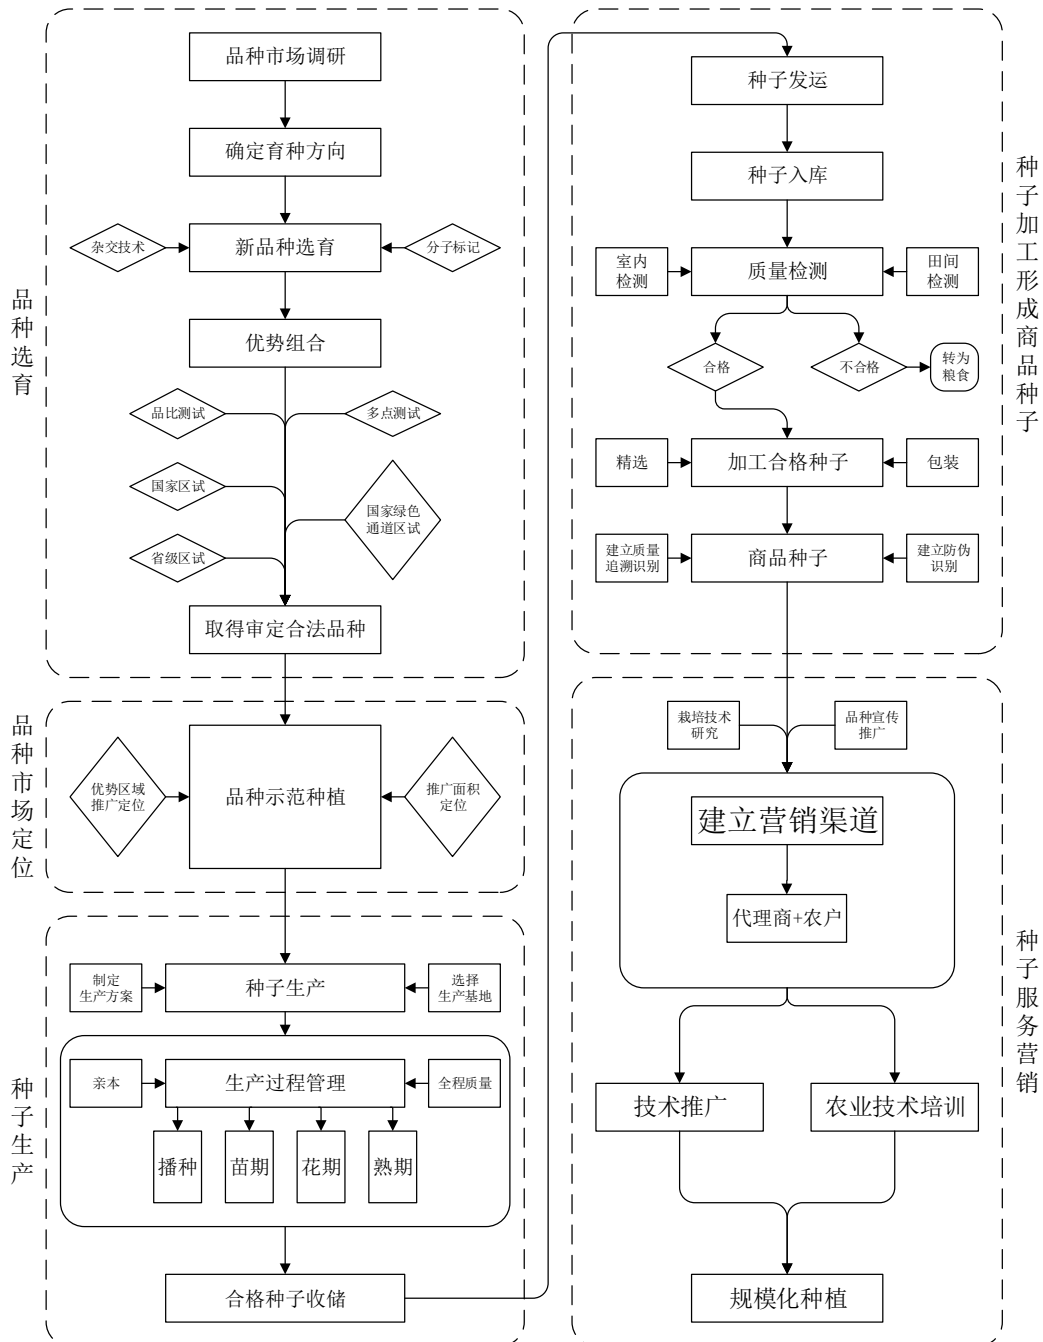 品种选育
品种市场调研
确定育种方向
杂交技术
新品种选育
分子标记
优势组合
品比测试
多点测试
国家区试
国家绿色
通道区试
省级区试
取得审定合法品种
品种市场定位
优势区域
推广定位
品种示范种植
推广面积
定位
种子生产
制定
生产方案
种子生产
选择
生产基地
亲本
生产过程管理
全程质量
播种
苗期
花期
熟期
合格种子收储
种子加工形成商品种子
种子发运
种子入库
室内
检测
质量检测
田间
检测
合格
不合格
转为
粮食
精选
加工合格种子
包装
建立质量
追溯识别
商品种子
建立防伪
识别
种子服务营销
栽培技术
研究
品种宣传
推广
建立营销渠道
代理商+农户
技术推广
农业技术培训
规模化种植